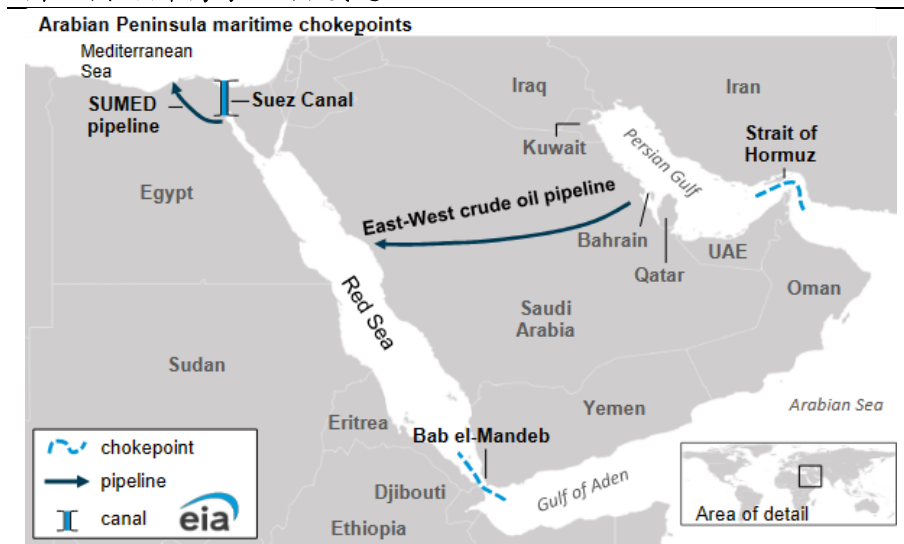 Arabian Peninsula maritime chokepoints
Mediterranean
Sea
SUMED
pipeline
Suez Canal
Iraq
Iran
Kuwait
Persian Gulf
Strait of
Hormuz
Egypt
East-West crude oil pipeline
Bahrain
Qatar
UAE
Oman
Red Sea
Saudi
Arabia
Sudan
Eritrea
Yemen
Arabian Sea
Bab el-Mandeb
Djibouti
Gulf of Aden
Ethiopia
chokepoint
pipeline
canal
eia
Area of detail